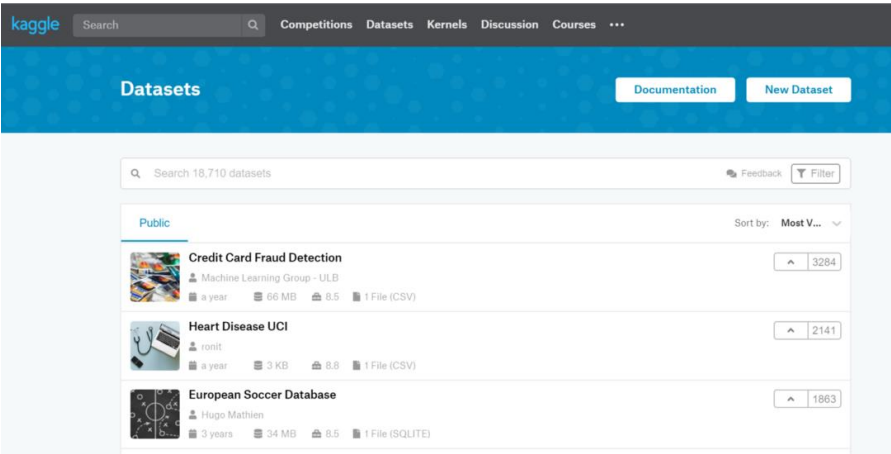 kaggle Search Competitions Datasets Kernels Discussion Courses •••
Datasets Documentation New Dataset
Search 18,710 datasets Feedback Filter
Public Sort by: Most V...
Credit Card Fraud Detection 3284
Machine Learning Group - ULB
a year 66 MB 8.5 1 File (CSV)
Heart Disease UCI 2141
ronit
a year 3 KB 8.8 1 File (CSV)
European Soccer Database 1863
Hugo Mathien
3 years 34 MB 8.5 1 File (SQLITE)